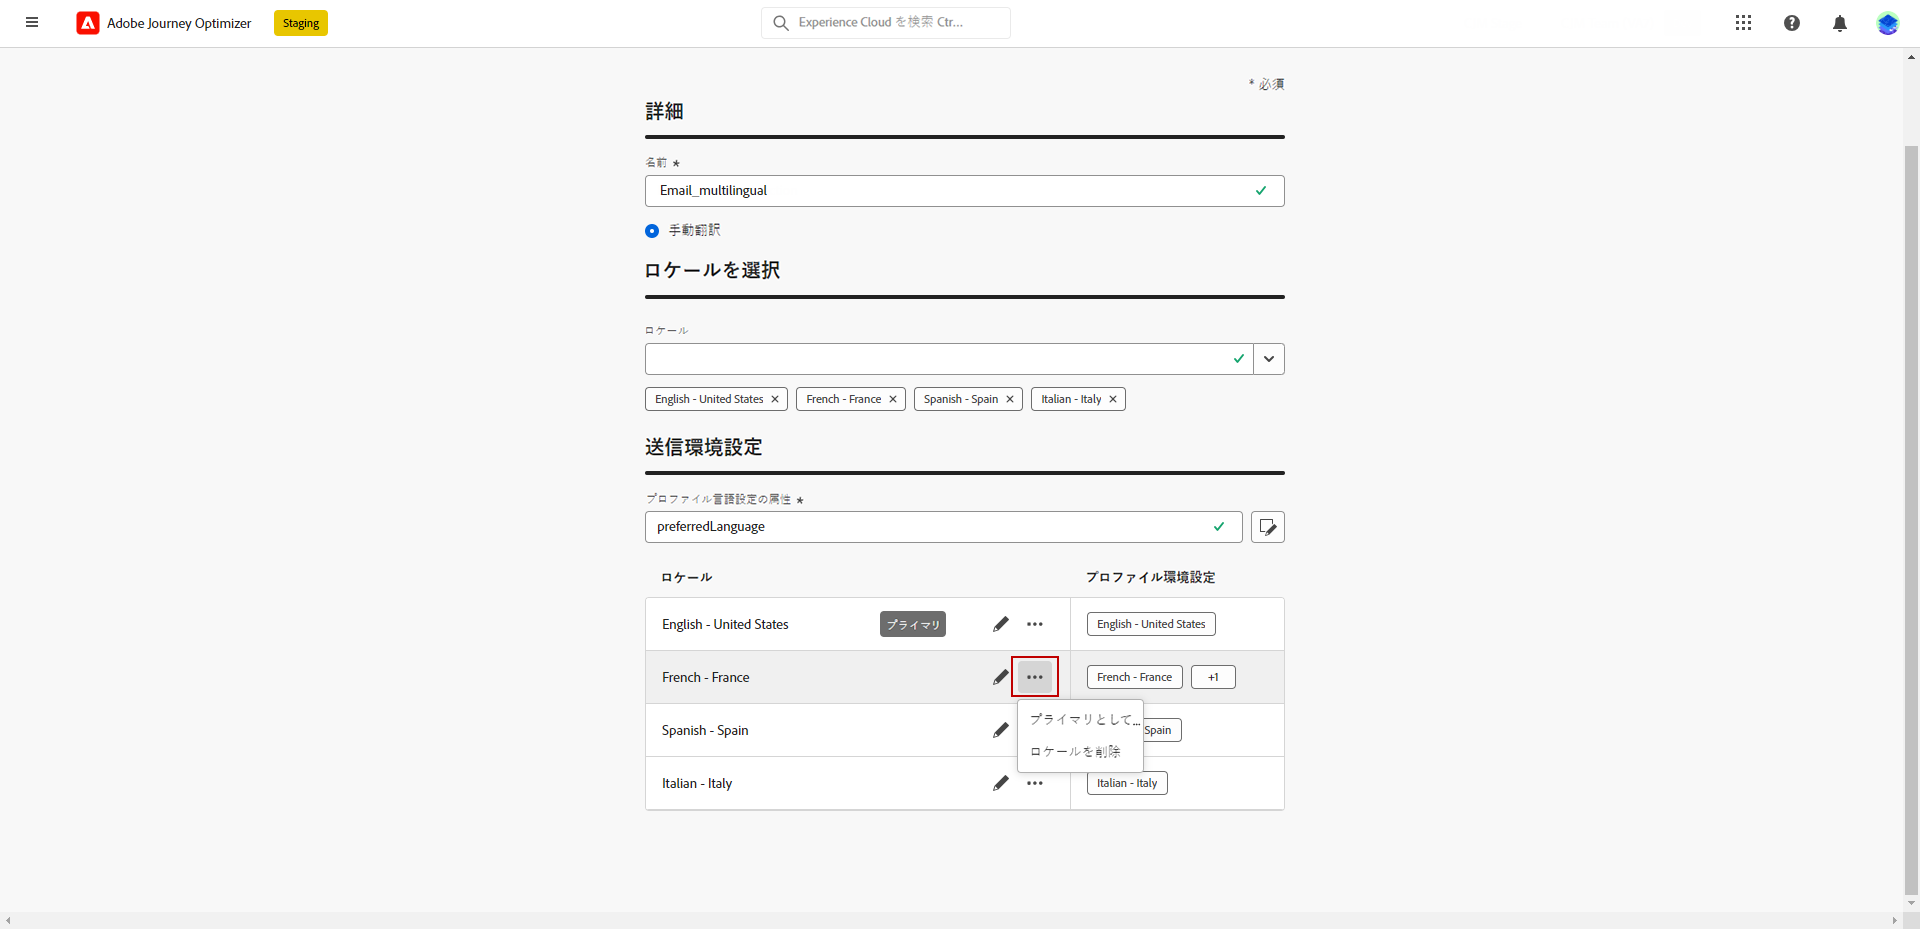 Adobe Journey Optimizer
Staging
Experience Cloud を検索 Ctr...
* 必須
詳細
名前 *
Email_multilingual
手動翻訳
ロケールを選択
ロケール
English - United States
French - France
Spanish - Spain
Italian - Italy
送信環境設定
プロファイル言語設定の属性 *
preferredLanguage
ロケール
プロファイル環境設定
English - United States
プライマリ
English - United States
French - France
French - France
+1
プライマリとして...
Spanish - Spain
Spain
ロケールを削除
Italian - Italy
Italian - Italy